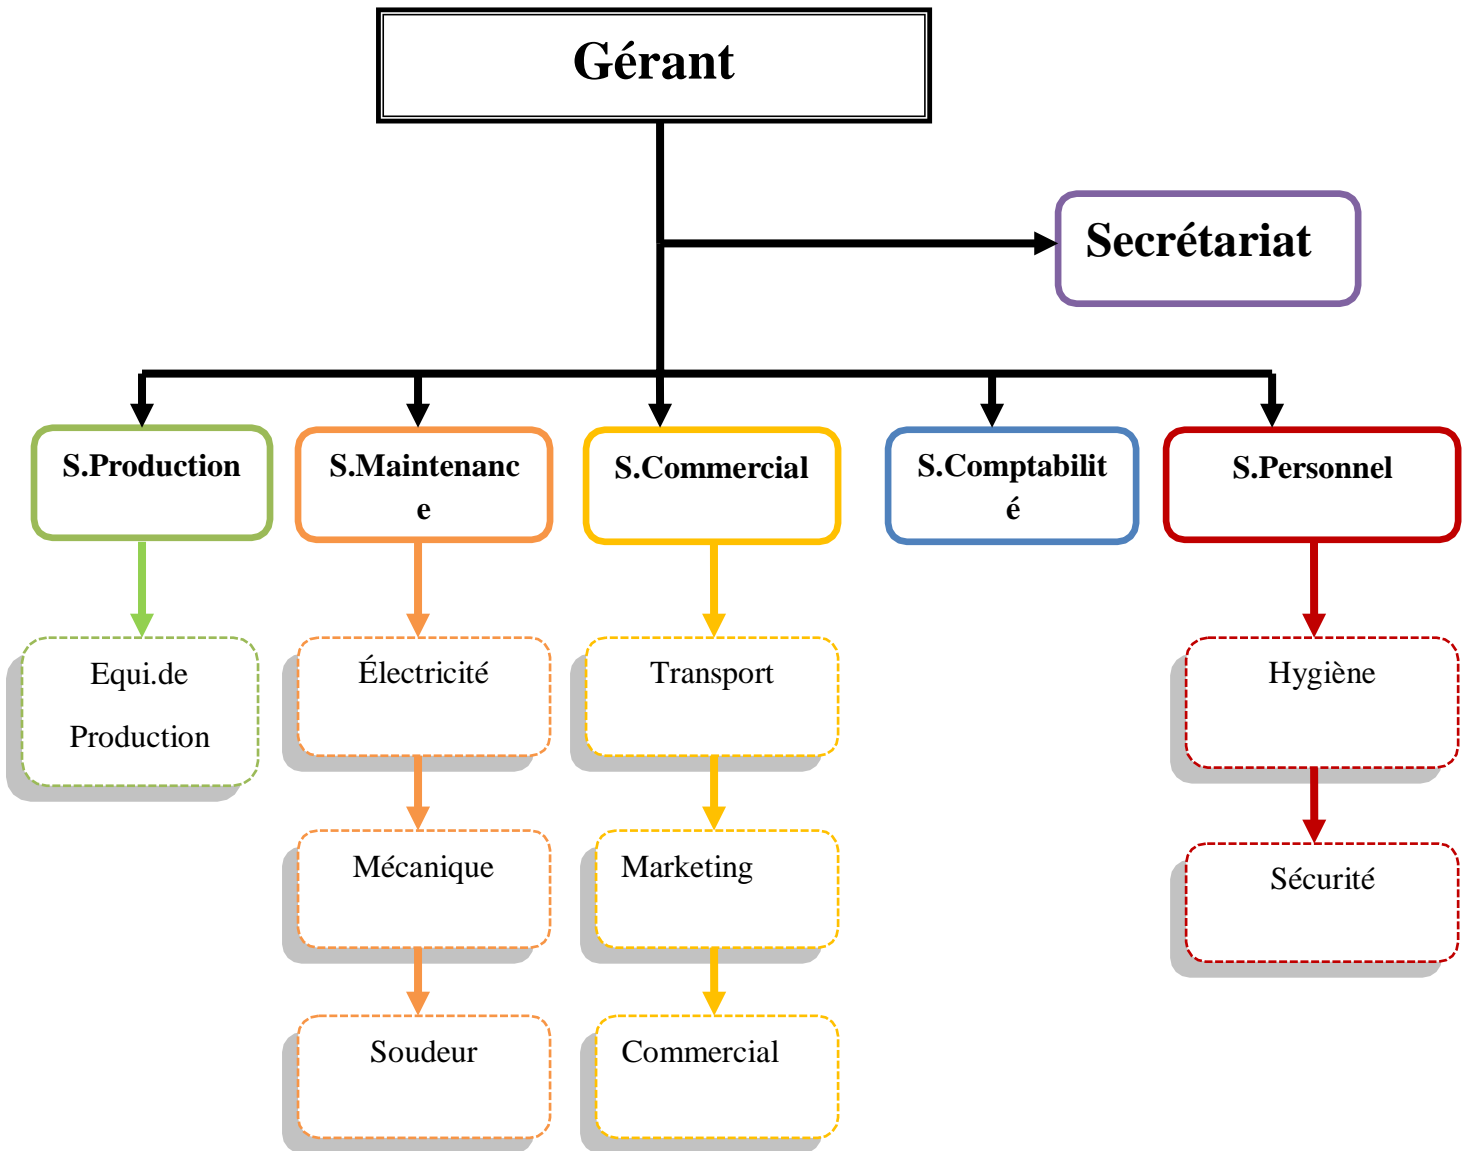 Gérant
Secrétariat
S.Production
S.Maintenanc
e
S.Commercial
S.Comptabilit
é
S.Personnel
Equi.de
Production
Électricité
Transport
Hygiène
Mécanique
Marketing
Sécurité
Soudeur
Commercial